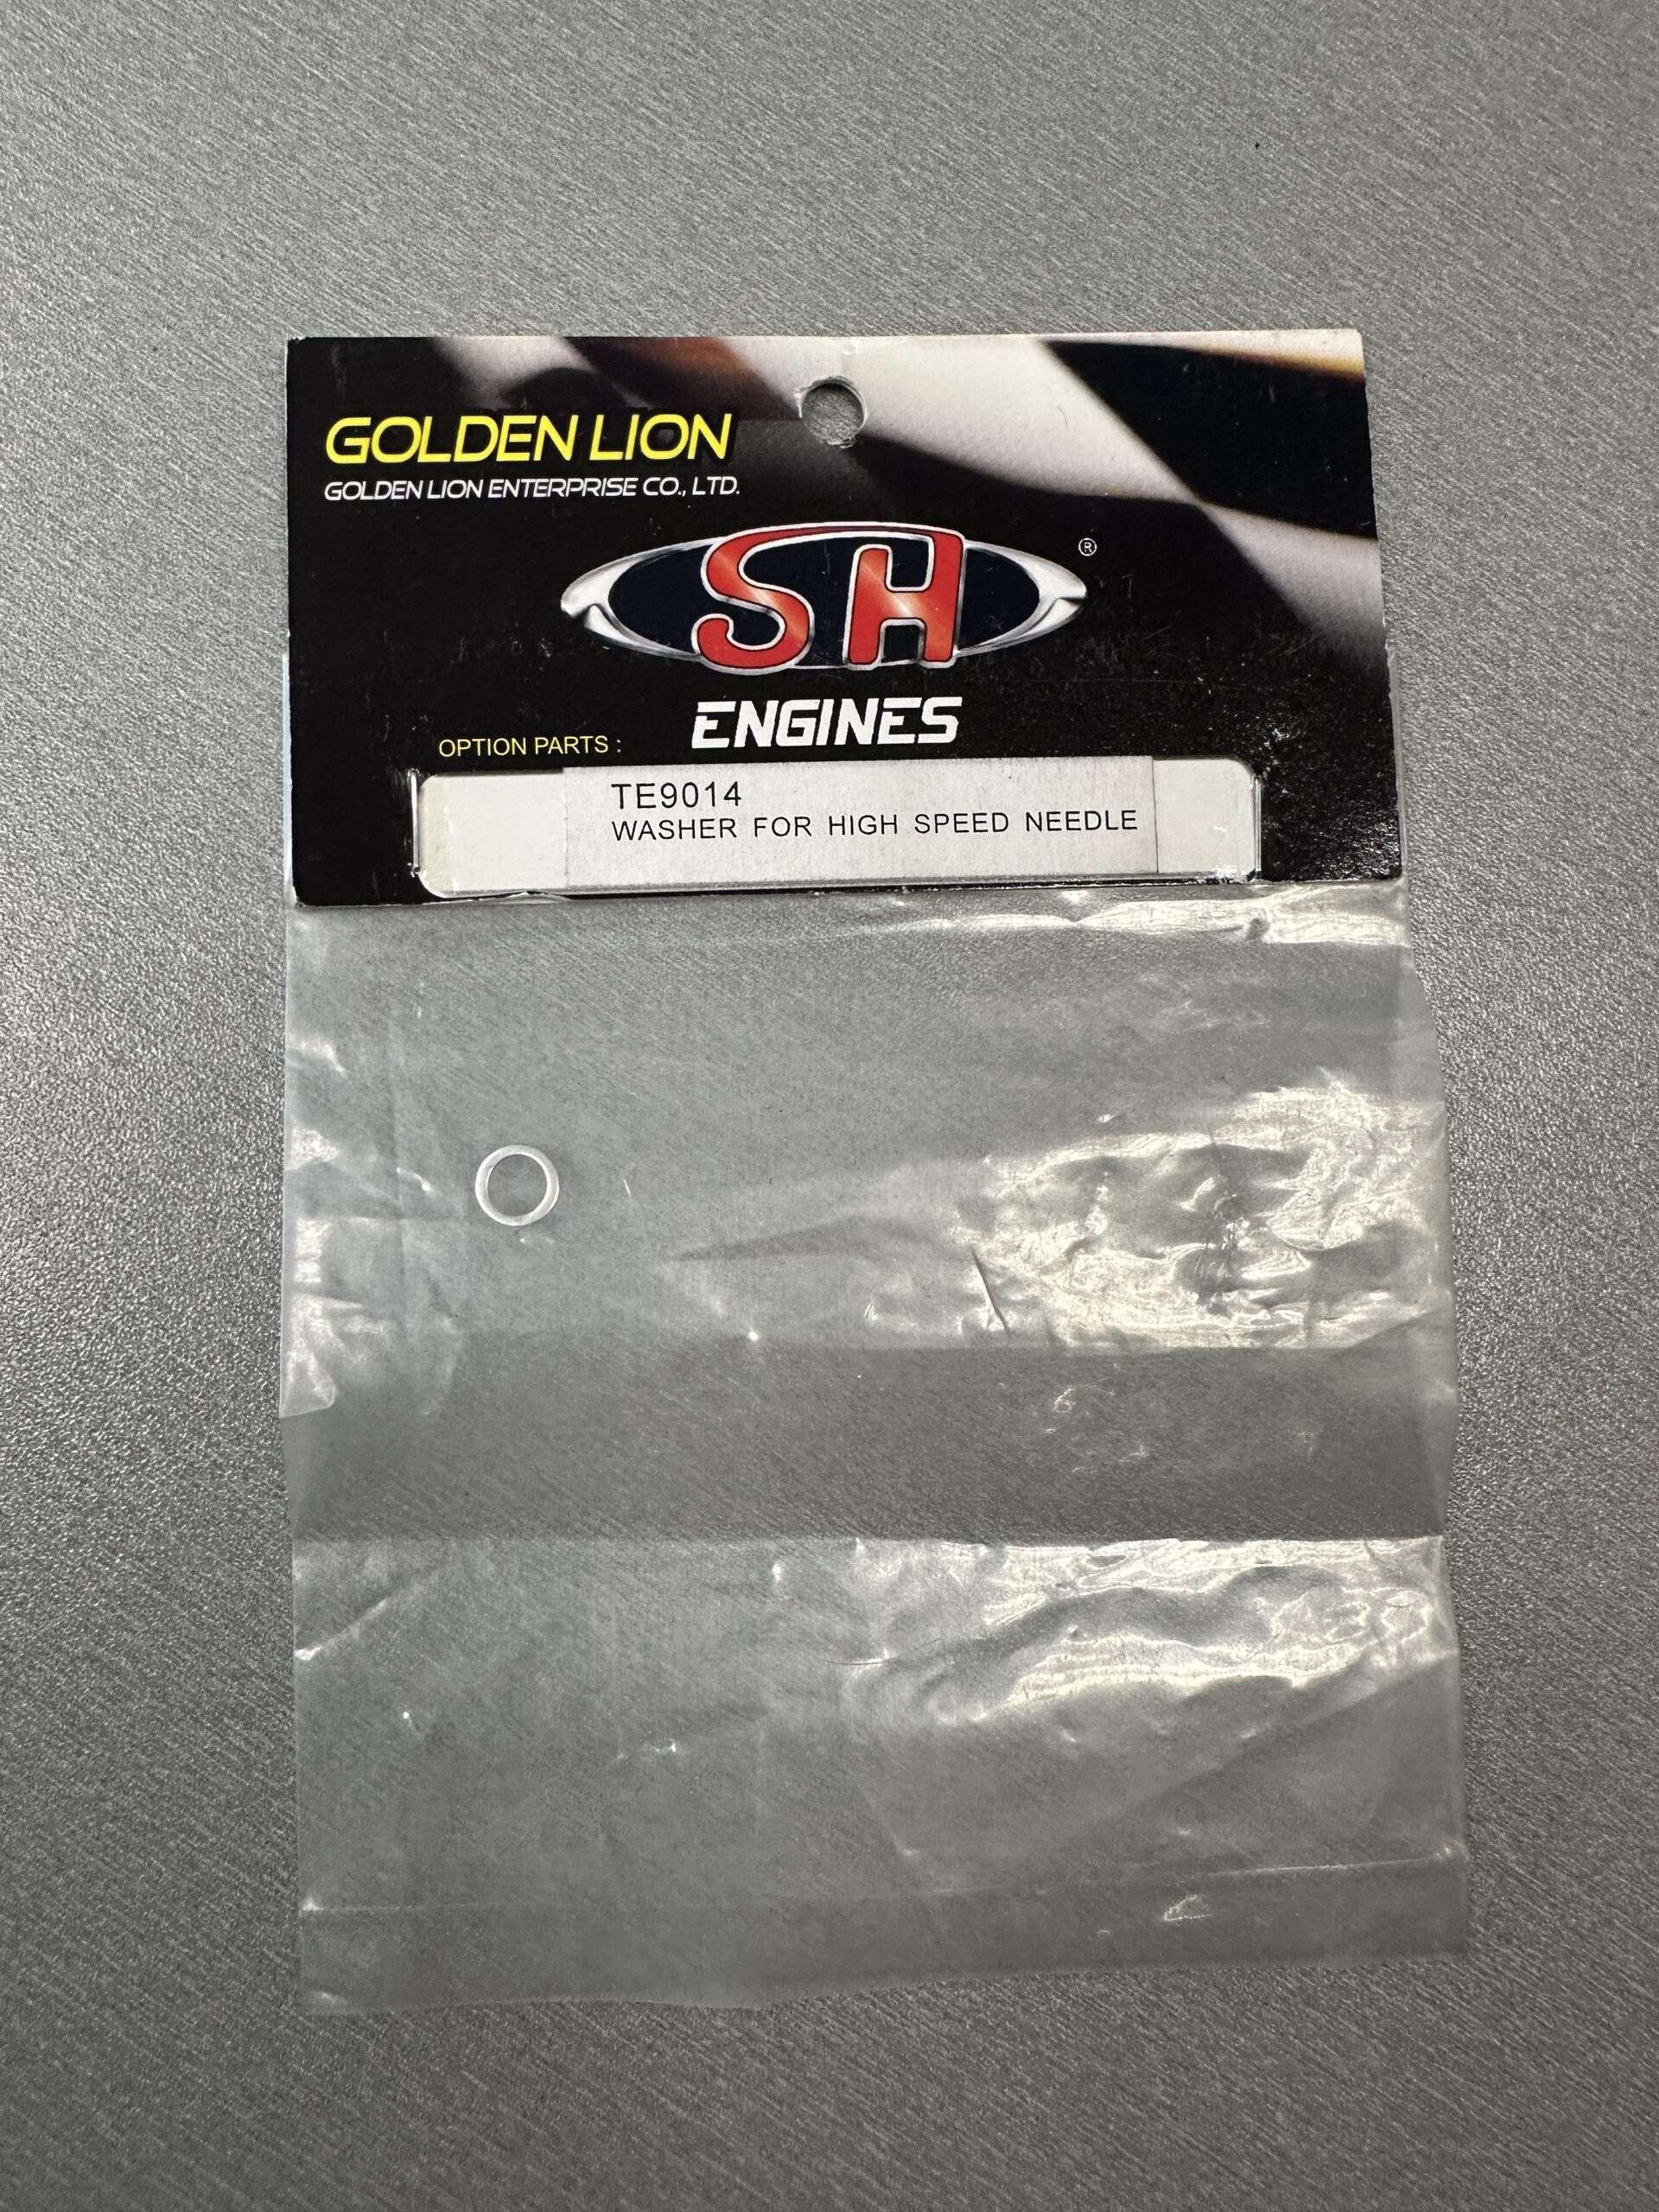 GOLDEN LION
GOLDEN LION ENTERPRISE CO., LTD.
SH ®
ENGINES
OPTION PARTS :
TE9014
WASHER FOR HIGH SPEED NEEDLE